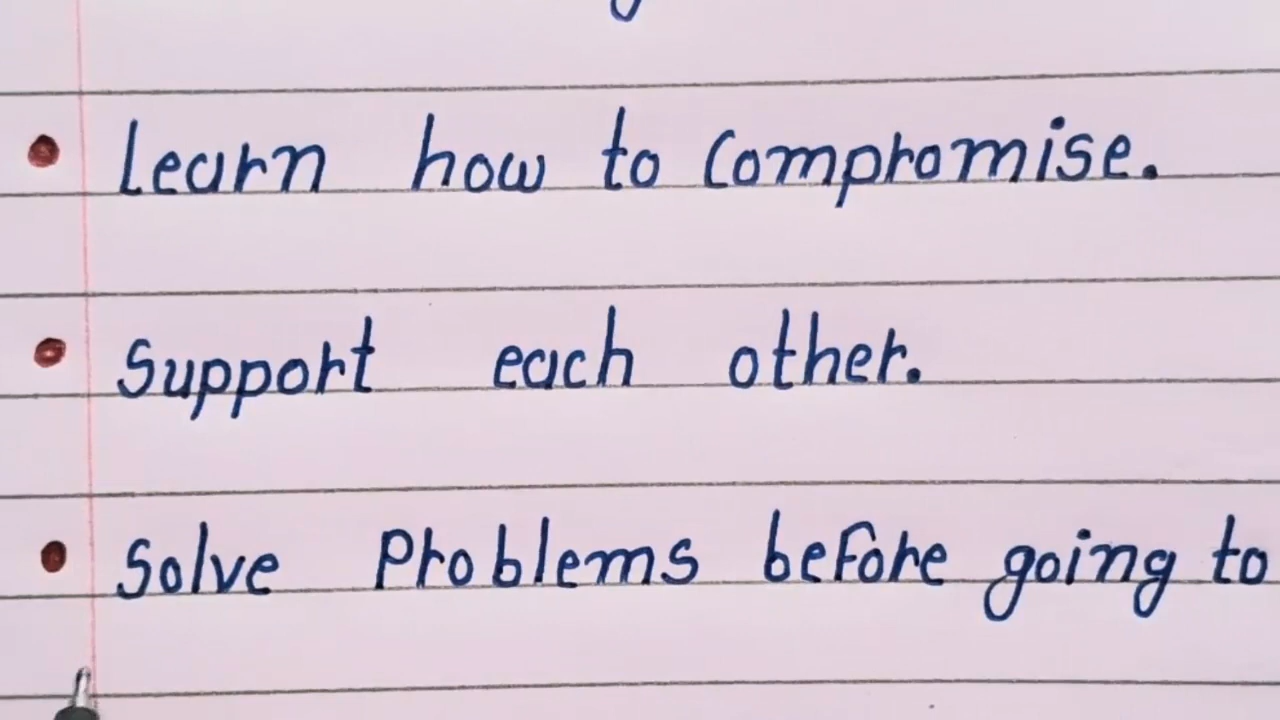 • Learn how to Compromise.
• Support each other.
• Solve Problems before going to